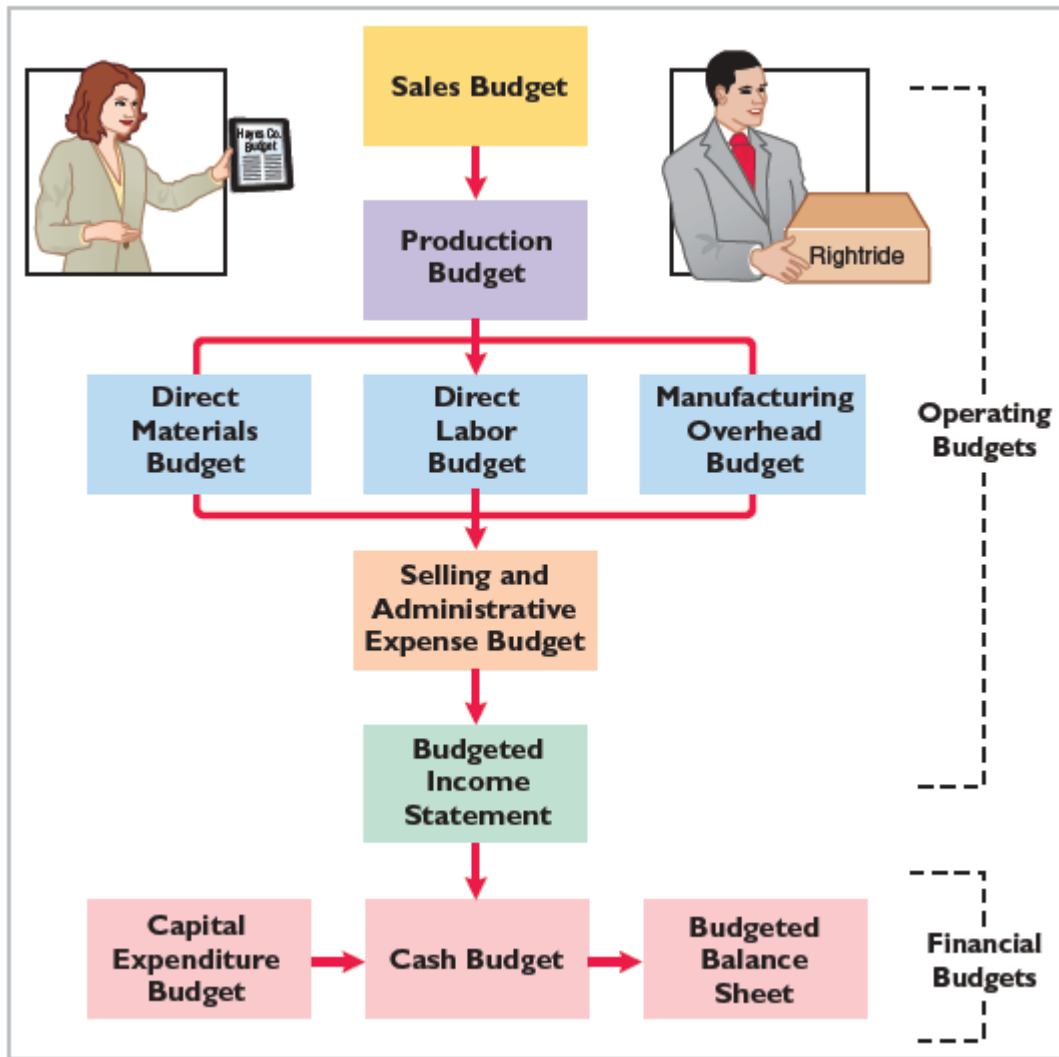 Sales Budget
Hayes Co.
Budget
Rightride
Production
Budget
Direct
Materials
Budget
Direct
Labor
Budget
Manufacturing
Overhead
Budget
Operating
Budgets
Selling and
Administrative
Expense Budget
Budgeted
Income
Statement
Capital
Expenditure
Budget
Cash Budget
Budgeted
Balance
Sheet
Financial
Budgets